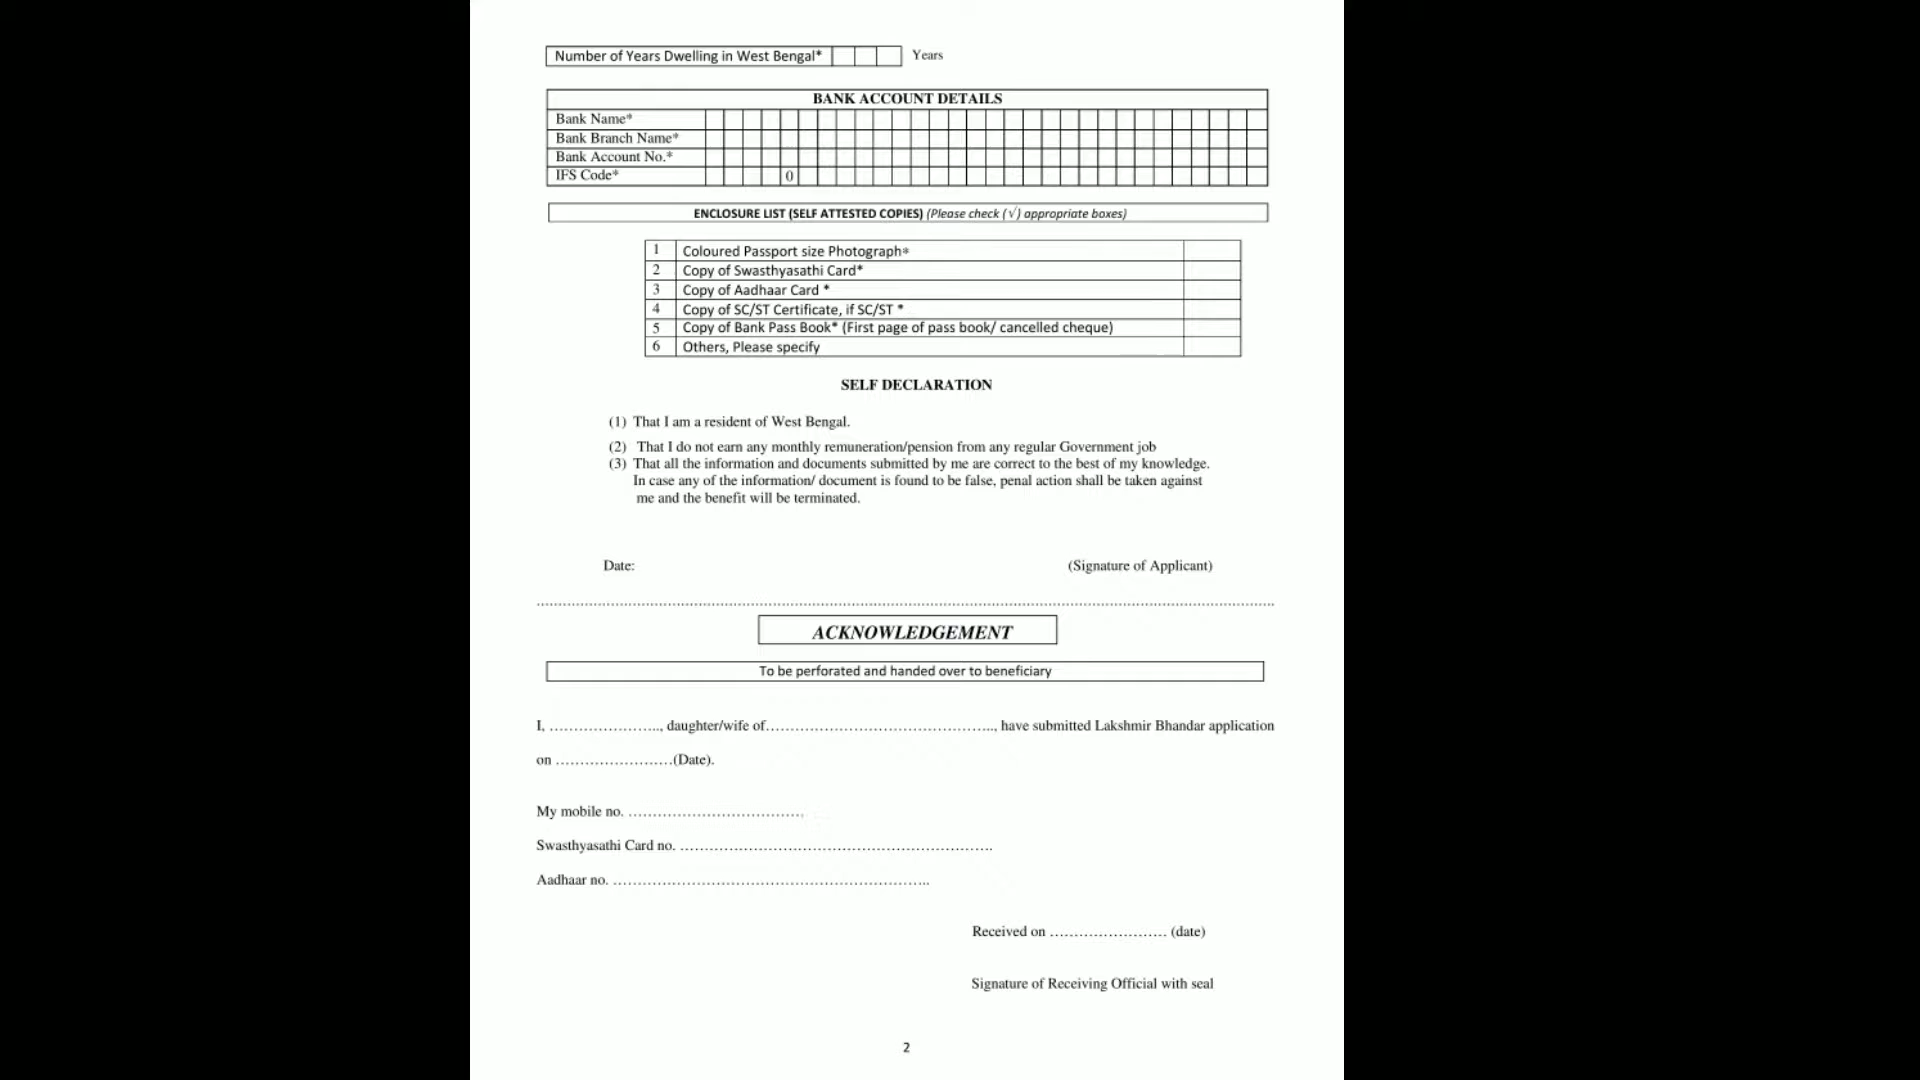 Number of Years Dwelling in West Bengal* Years
BANK ACCOUNT DETAILS
Bank Name*
Bank Branch Name*
Bank Account No.*
IFS Code* 0
ENCLOSURE LIST (SELF ATTESTED COPIES) (Please check (√) appropriate boxes)
1 Coloured Passport size Photograph*
2 Copy of Swasthyasathi Card*
3 Copy of Aadhaar Card *
4 Copy of SC/ST Certificate, if SC/ST *
5 Copy of Bank Pass Book* (First page of pass book/ cancelled cheque)
6 Others, Please specify
SELF DECLARATION
(1) That I am a resident of West Bengal.
(2) That I do not earn any monthly remuneration/pension from any regular Government job
(3) That all the information and documents submitted by me are correct to the best of my knowledge.
In case any of the information/ document is found to be false, penal action shall be taken against
me and the benefit will be terminated.
Date: (Signature of Applicant)
ACKNOWLEDGEMENT
To be perforated and handed over to beneficiary
I, ………………….., daughter/wife of………………………………………..., have submitted Lakshmir Bhandar application
on ……………………(Date).
My mobile no. ………………………………
Swasthyasathi Card no. ……………………………………………………….
Aadhaar no. ………………………………………………………..
Received on …………………… (date)
Signature of Receiving Official with seal
2